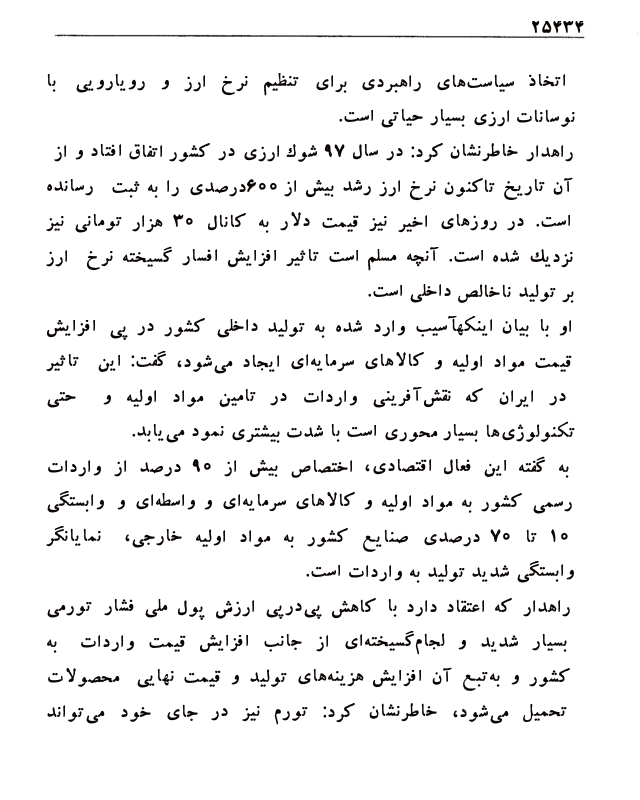 ۲۵۴۳۴
اتخاذ سیاست‌های راهبردی برای تنظیم نرخ ارز و رویارویی با
نوسانات ارزی بسیار حیاتی است.
راهدار خاطرنشان کرد: در سال ۹۷ شوك ارزی در کشور اتفاق افتاد و از
آن تاریخ تاکنون نرخ ارز رشد بیش از ۶۰۰درصدی را به ثبت رسانده
است. در روزهای اخیر نیز قیمت دلار به کانال ۳۰ هزار تومانی نیز
نزدیك شده است. آنچه مسلم است تاثیر افزایش افسار گسیخته نرخ ارز
بر تولید ناخالص داخلی است.
او با بیان اینکهآسیب وارد شده به تولید داخلی کشور در پی افزایش
قیمت مواد اولیه و کالاهای سرمایه‌ای ایجاد می‌شود، گفت: این تاثیر
در ایران که نقش‌آفرینی واردات در تامین مواد اولیه و حتی
تکنولوژی‌ها بسیار محوری است با شدت بیشتری نمود می‌یابد.
به گفته این فعال اقتصادی، اختصاص بیش از ۹۰ درصد از واردات
رسمی کشور به مواد اولیه و کالاهای سرمایه‌ای و واسطه‌ای و وابستگی
۱۰ تا ۷۰ درصدی صنایع کشور به مواد اولیه خارجی، نمایانگر
وابستگی شدید تولید به واردات است.
راهدار که اعتقاد دارد با کاهش پی‌درپی ارزش پول ملی فشار تورمی
بسیار شدید و لجام‌گسیخته‌ای از جانب افزایش قیمت واردات به
کشور و به‌تبع آن افزایش هزینه‌های تولید و قیمت نهایی محصولات
تحمیل می‌شود، خاطرنشان کرد: تورم نیز در جای خود می‌تواند